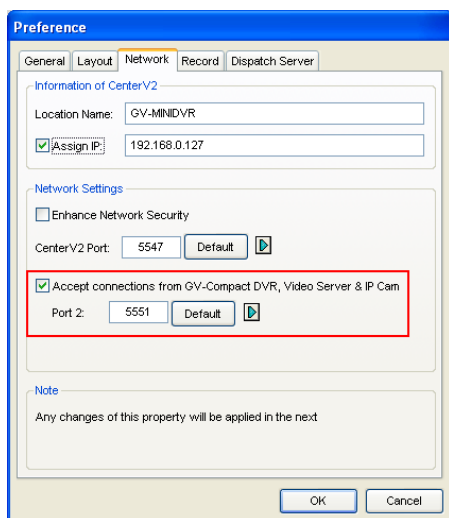 Preference
General Layout Network Record Dispatch Server
Information of CenterV2
Location Name: GV-MINIDVR
Assign IP: 192.168.0.127
Network Settings
Enhance Network Security
CenterV2 Port: 5547 Default
Accept connections from GV-Compact DVR, Video Server & IP Cam
Port 2: 5551 Default
Note
Any changes of this property will be applied in the next
OK Cancel